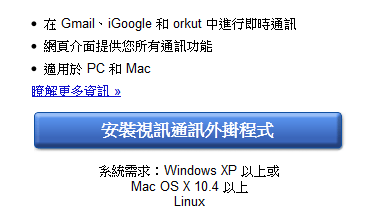 • 在 Gmail、iGoogle 和 orkut 中進行即時通訊
• 網頁介面提供您所有通訊功能
• 適用於 PC 和 Mac
瞭解更多資訊 »
安裝視訊通訊外掛程式
系統需求：Windows XP 以上或
Mac OS X 10.4 以上
Linux